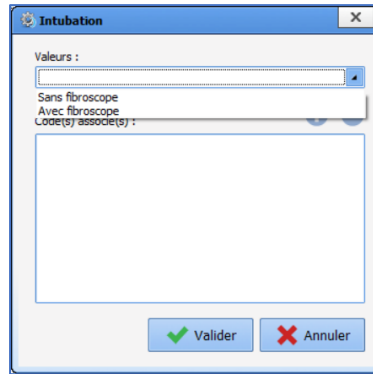 Intubation
Valeurs :
Sans fibroscope
Avec fibroscope
Code(s) associé(s) :
Valider
Annuler